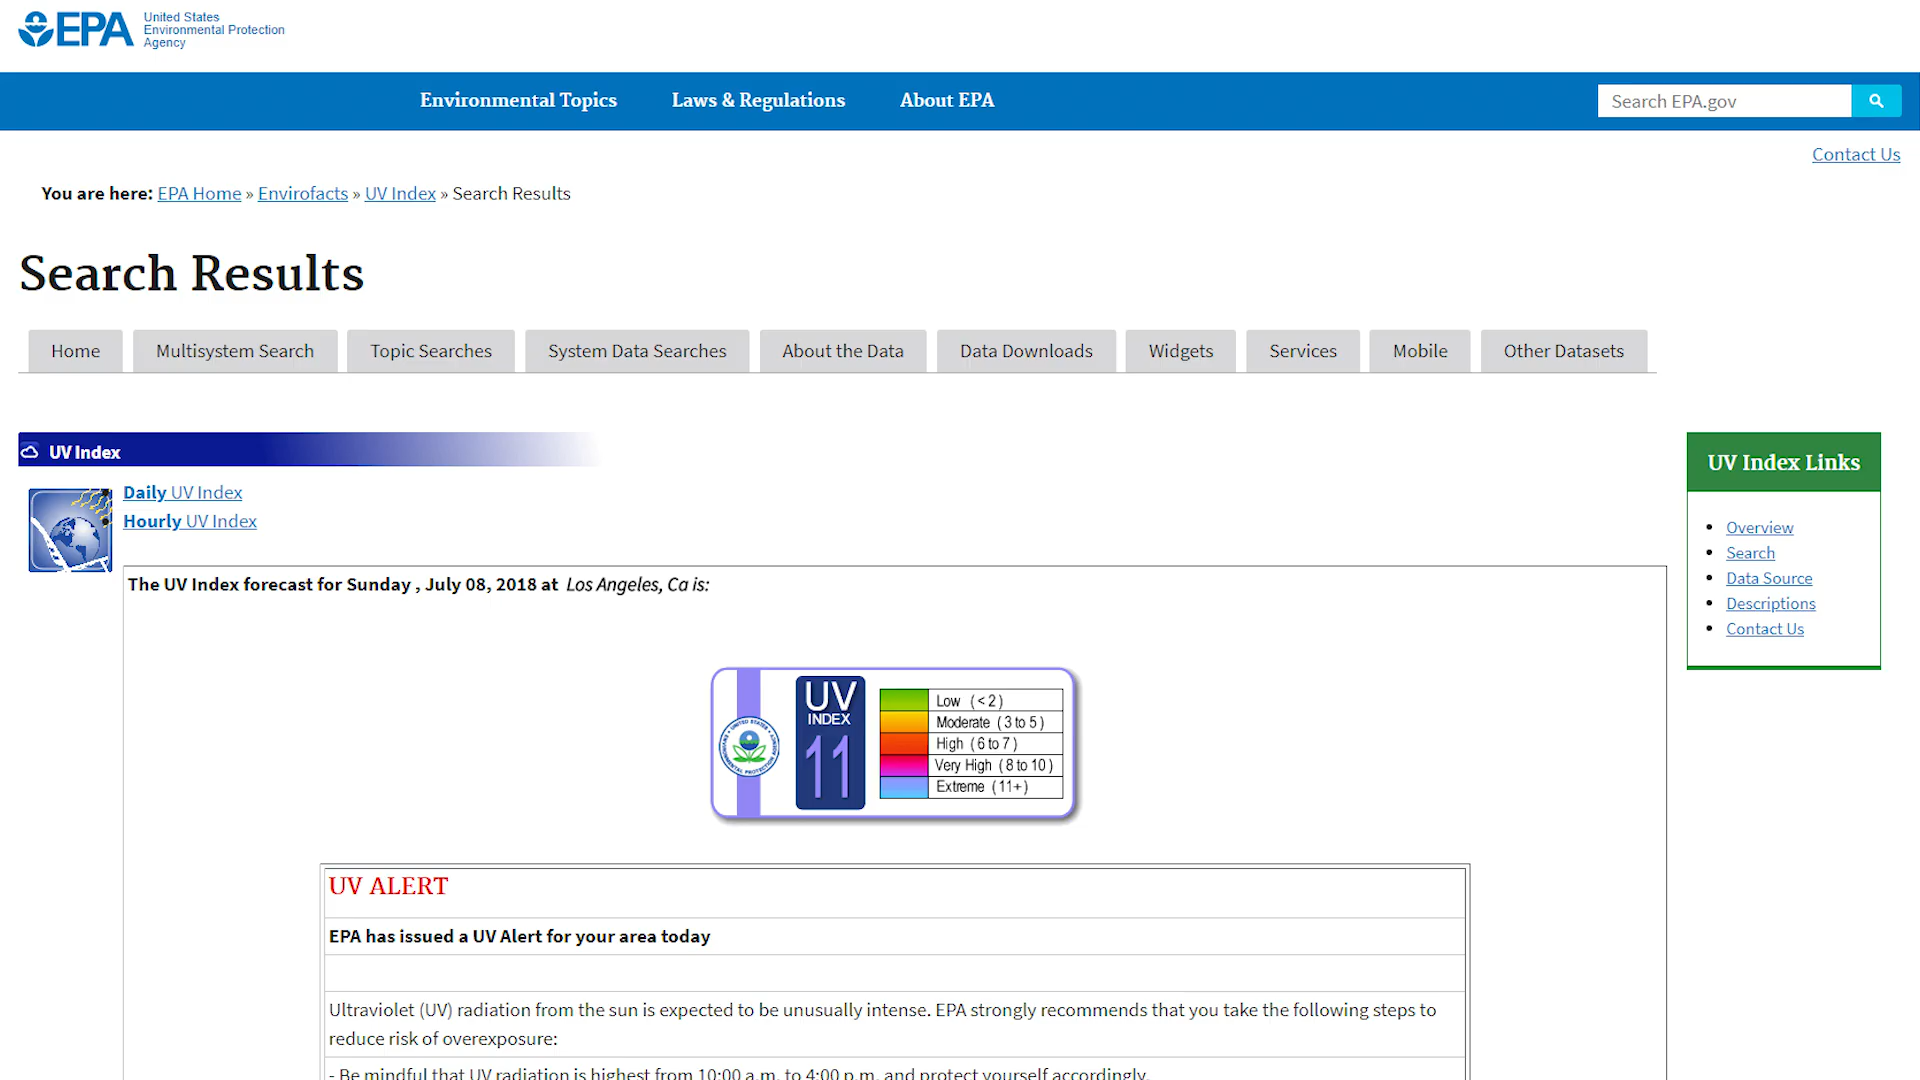 EPA
United States
Environmental Protection
Agency
Environmental Topics Laws & Regulations About EPA
Search EPA.gov
Contact Us
You are here: EPA Home » Envirofacts » UV Index » Search Results
Search Results
Home Multisystem Search Topic Searches System Data Searches About the Data Data Downloads Widgets Services Mobile Other Datasets
UV Index
Daily UV Index
Hourly UV Index
The UV Index forecast for Sunday , July 08, 2018 at Los Angeles, Ca is:
UV
INDEX
11
UNITED STATES
ENVIRONMENTAL PROTECTION AGENCY
Low ( < 2 )
Moderate ( 3 to 5 )
High ( 6 to 7 )
Very High ( 8 to 10 )
Extreme ( 11+ )
UV ALERT
EPA has issued a UV Alert for your area today
Ultraviolet (UV) radiation from the sun is expected to be unusually intense. EPA strongly recommends that you take the following steps to
reduce risk of overexposure:
- Be mindful that UV radiation is highest from 10:00 a.m. to 4:00 p.m. and protect yourself accordingly.
UV Index Links
Overview
Search
Data Source
Descriptions
Contact Us